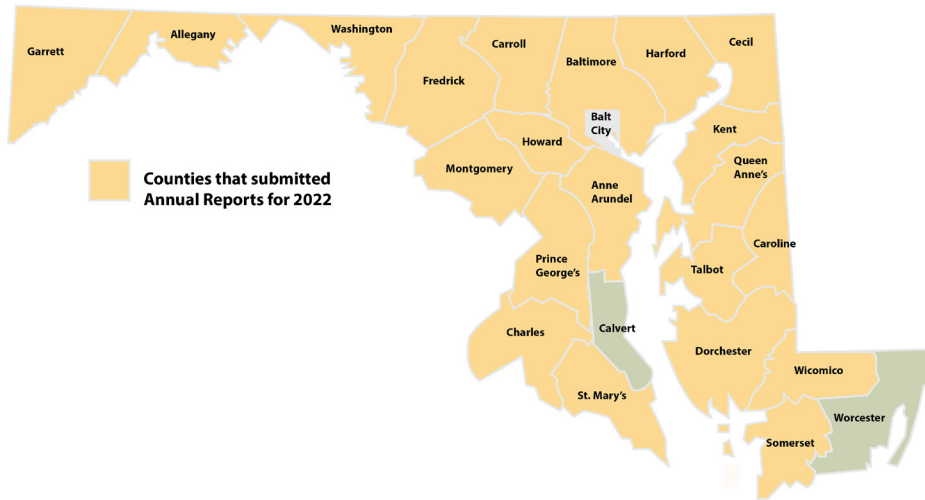 Garrett
Allegany
Washington
Fredrick
Carroll
Baltimore
Harford
Cecil
Balt
City
Howard
Montgomery
Kent
Queen
Anne's
Anne
Arundel
Counties that submitted
Annual Reports for 2022
Prince
George's
Caroline
Talbot
Calvert
Charles
Dorchester
Wicomico
St. Mary's
Worcester
Somerset